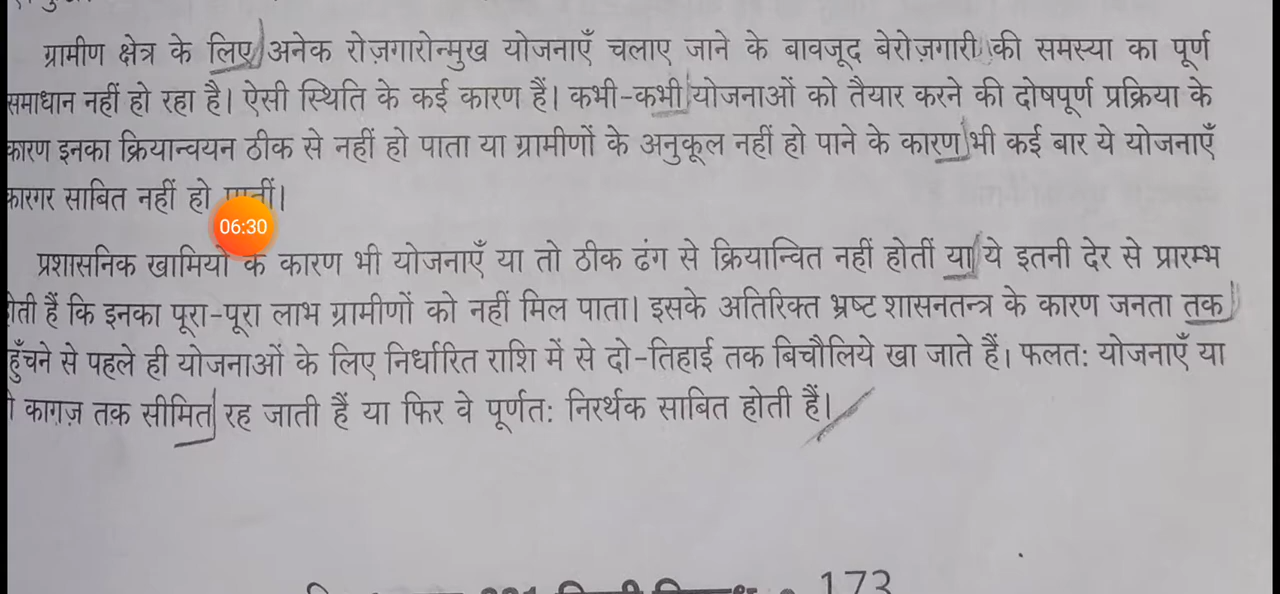 ग्रामीण क्षेत्र के लिए अनेक रोज़गारोन्मुख योजनाएँ चलाए जाने के बावजूद बेरोज़गारी की समस्या का पूर्ण
समाधान नहीं हो रहा है। ऐसी स्थिति के कई कारण हैं। कभी-कभी योजनाओं को तैयार करने की दोषपूर्ण प्रक्रिया के
कारण इनका क्रियान्वयन ठीक से नहीं हो पाता या ग्रामीणों के अनुकूल नहीं हो पाने के कारण भी कई बार ये योजनाएँ
कारगर साबित नहीं हो पातीं।
06:30
प्रशासनिक खामियों के कारण भी योजनाएँ या तो ठीक ढंग से क्रियान्वित नहीं होतीं या ये इतनी देर से प्रारम्भ
होती हैं कि इनका पूरा-पूरा लाभ ग्रामीणों को नहीं मिल पाता। इसके अतिरिक्त भ्रष्ट शासनतन्त्र के कारण जनता तक
पहुँचने से पहले ही योजनाओं के लिए निर्धारित राशि में से दो-तिहाई तक बिचौलिये खा जाते हैं। फलतः योजनाएँ या
कागज़ तक सीमित रह जाती हैं या फिर वे पूर्णतः निरर्थक साबित होती हैं।
173